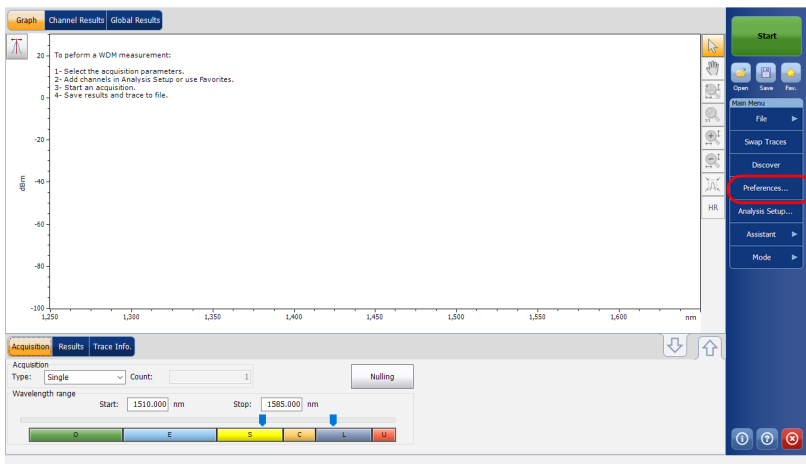 Graph Channel Results Global Results
Start
To peform a WDM measurement:
1- Select the acquisition parameters.
2- Add channels in Analysis Setup or use Favorites.
3- Start an acquisition.
4- Save results and trace to file.
20
0
-20
-40
-60
-80
-100
dBm
1,250 1,300 1,350 1,400 1,450 1,500 1,550 1,600 nm
HR
Open Save Fav.
Main Menu
File
Swap Traces
Discover
Preferences...
Analysis Setup...
Assistant
Mode
Acquisition Results Trace Info.
Acquisition
Type: Single Count: 1 Nulling
Wavelength range
Start: 1510.000 nm Stop: 1585.000 nm
O E S C L U